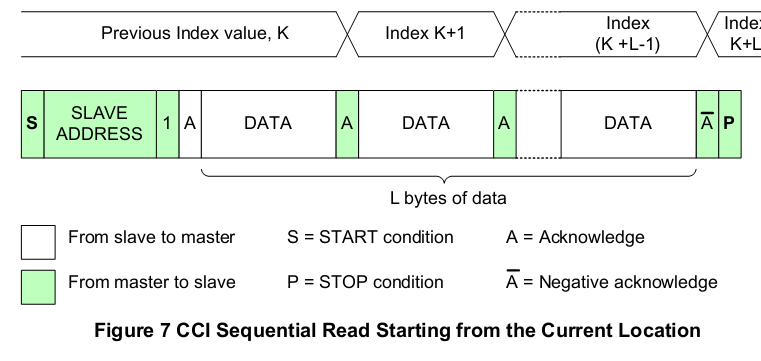 Previous Index value, K
Index K+1
Index
(K +L-1)
Index
K+L
S
SLAVE
ADDRESS
1
A
DATA
A
DATA
A
DATA
A̅
P
L bytes of data
From slave to master
S = START condition
A = Acknowledge
From master to slave
P = STOP condition
A̅ = Negative acknowledge
Figure 7 CCI Sequential Read Starting from the Current Location